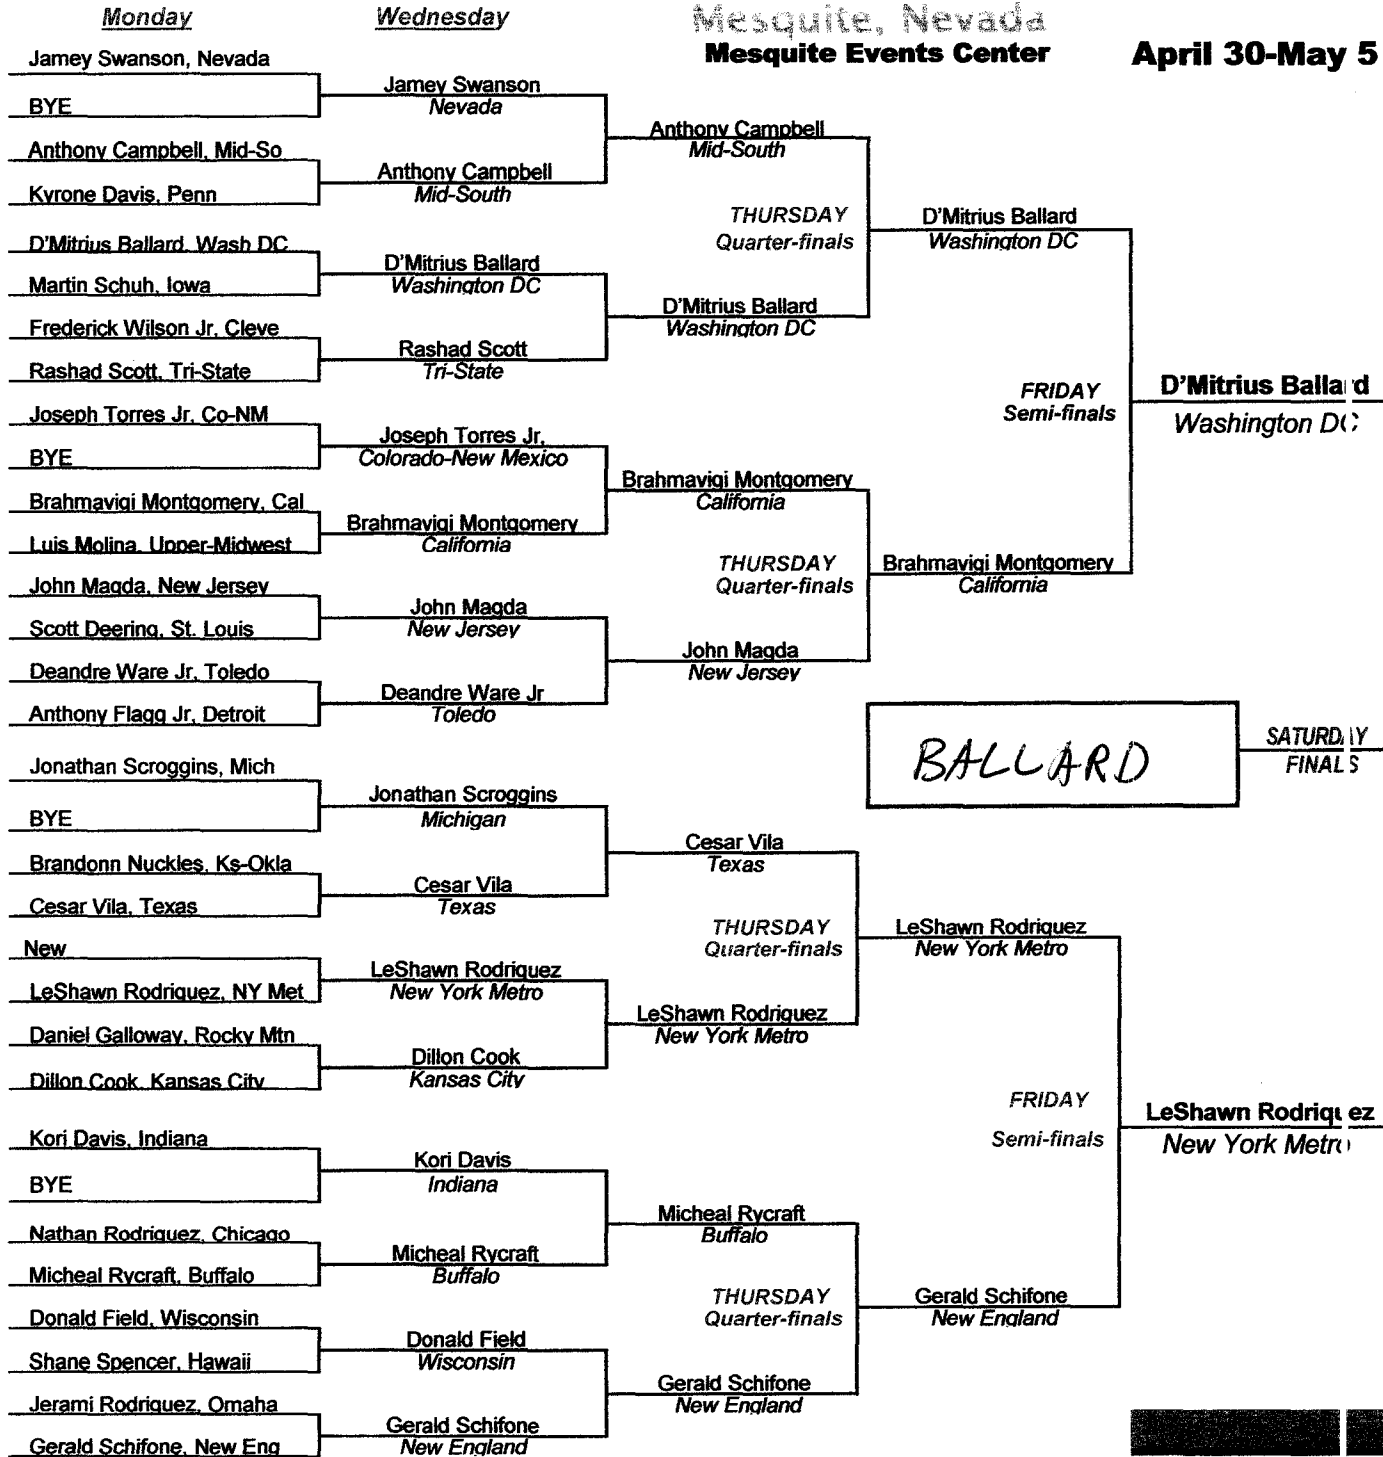 Monday
Wednesday
Mesquite, Nevada
Mesquite Events Center
April 30-May 5
Jamey Swanson, Nevada
BYE
Anthony Campbell, Mid-So
Kyrone Davis, Penn
D'Mitrius Ballard, Wash DC
Martin Schuh, Iowa
Frederick Wilson Jr, Cleve
Rashad Scott, Tri-State
Joseph Torres Jr, Co-NM
BYE
Brahmavigi Montgomery, Cal
Luis Molina, Upper-Midwest
John Magda, New Jersey
Scott Deering, St. Louis
Deandre Ware Jr, Toledo
Anthony Flagg Jr, Detroit
Jonathan Scroggins, Mich
BYE
Brandonn Nuckles, Ks-Okla
Cesar Vila, Texas
New
LeShawn Rodriguez, NY Met
Daniel Galloway, Rocky Mtn
Dillon Cook, Kansas City
Kori Davis, Indiana
BYE
Nathan Rodriguez, Chicago
Micheal Rycraft, Buffalo
Donald Field, Wisconsin
Shane Spencer, Hawaii
Jerami Rodriguez, Omaha
Gerald Schifone, New Eng
Jamey Swanson
Nevada
Anthony Campbell
Mid-South
D'Mitrius Ballard
Washington DC
Rashad Scott
Tri-State
Joseph Torres Jr,
Colorado-New Mexico
Brahmavigi Montgomery
California
John Magda
New Jersey
Deandre Ware Jr
Toledo
Jonathan Scroggins
Michigan
Cesar Vila
Texas
LeShawn Rodriguez
New York Metro
Dillon Cook
Kansas City
Kori Davis
Indiana
Micheal Rycraft
Buffalo
Donald Field
Wisconsin
Gerald Schifone
New England
Anthony Campbell
Mid-South
THURSDAY
Quarter-finals
D'Mitrius Ballard
Washington DC
Brahmavigi Montgomery
California
THURSDAY
Quarter-finals
John Magda
New Jersey
Cesar Vila
Texas
THURSDAY
Quarter-finals
LeShawn Rodriguez
New York Metro
Micheal Rycraft
Buffalo
THURSDAY
Quarter-finals
Gerald Schifone
New England
D'Mitrius Ballard
Washington DC
FRIDAY
Semi-finals
Brahmavigi Montgomery
California
BALLARD
LeShawn Rodriguez
New York Metro
FRIDAY
Semi-finals
Gerald Schifone
New England
D'Mitrius Ballard
Washington DC
SATURDAY
FINALS
LeShawn Rodriguez
New York Metro